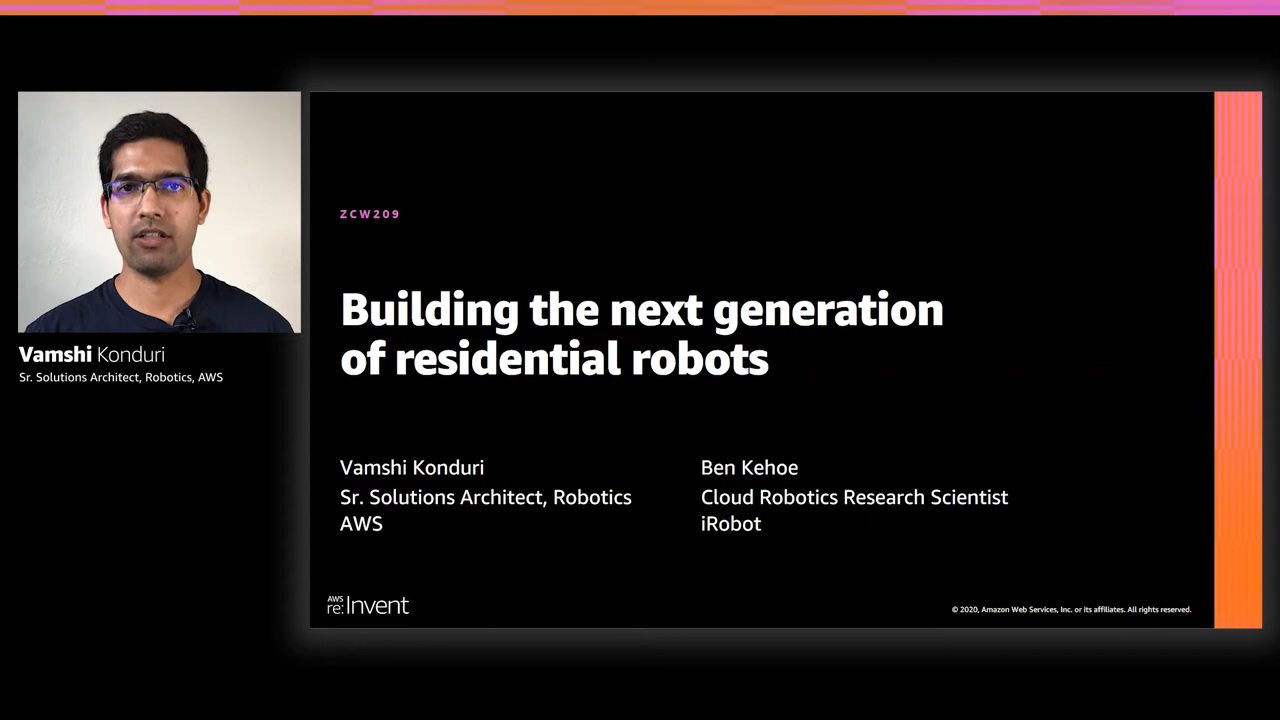 Vamshi Konduri
Sr. Solutions Architect, Robotics, AWS
ZCW209
Building the next generation
of residential robots
Vamshi Konduri
Sr. Solutions Architect, Robotics
AWS
Ben Kehoe
Cloud Robotics Research Scientist
iRobot
AWS
re:Invent
© 2020, Amazon Web Services, Inc. or its affiliates. All rights reserved.